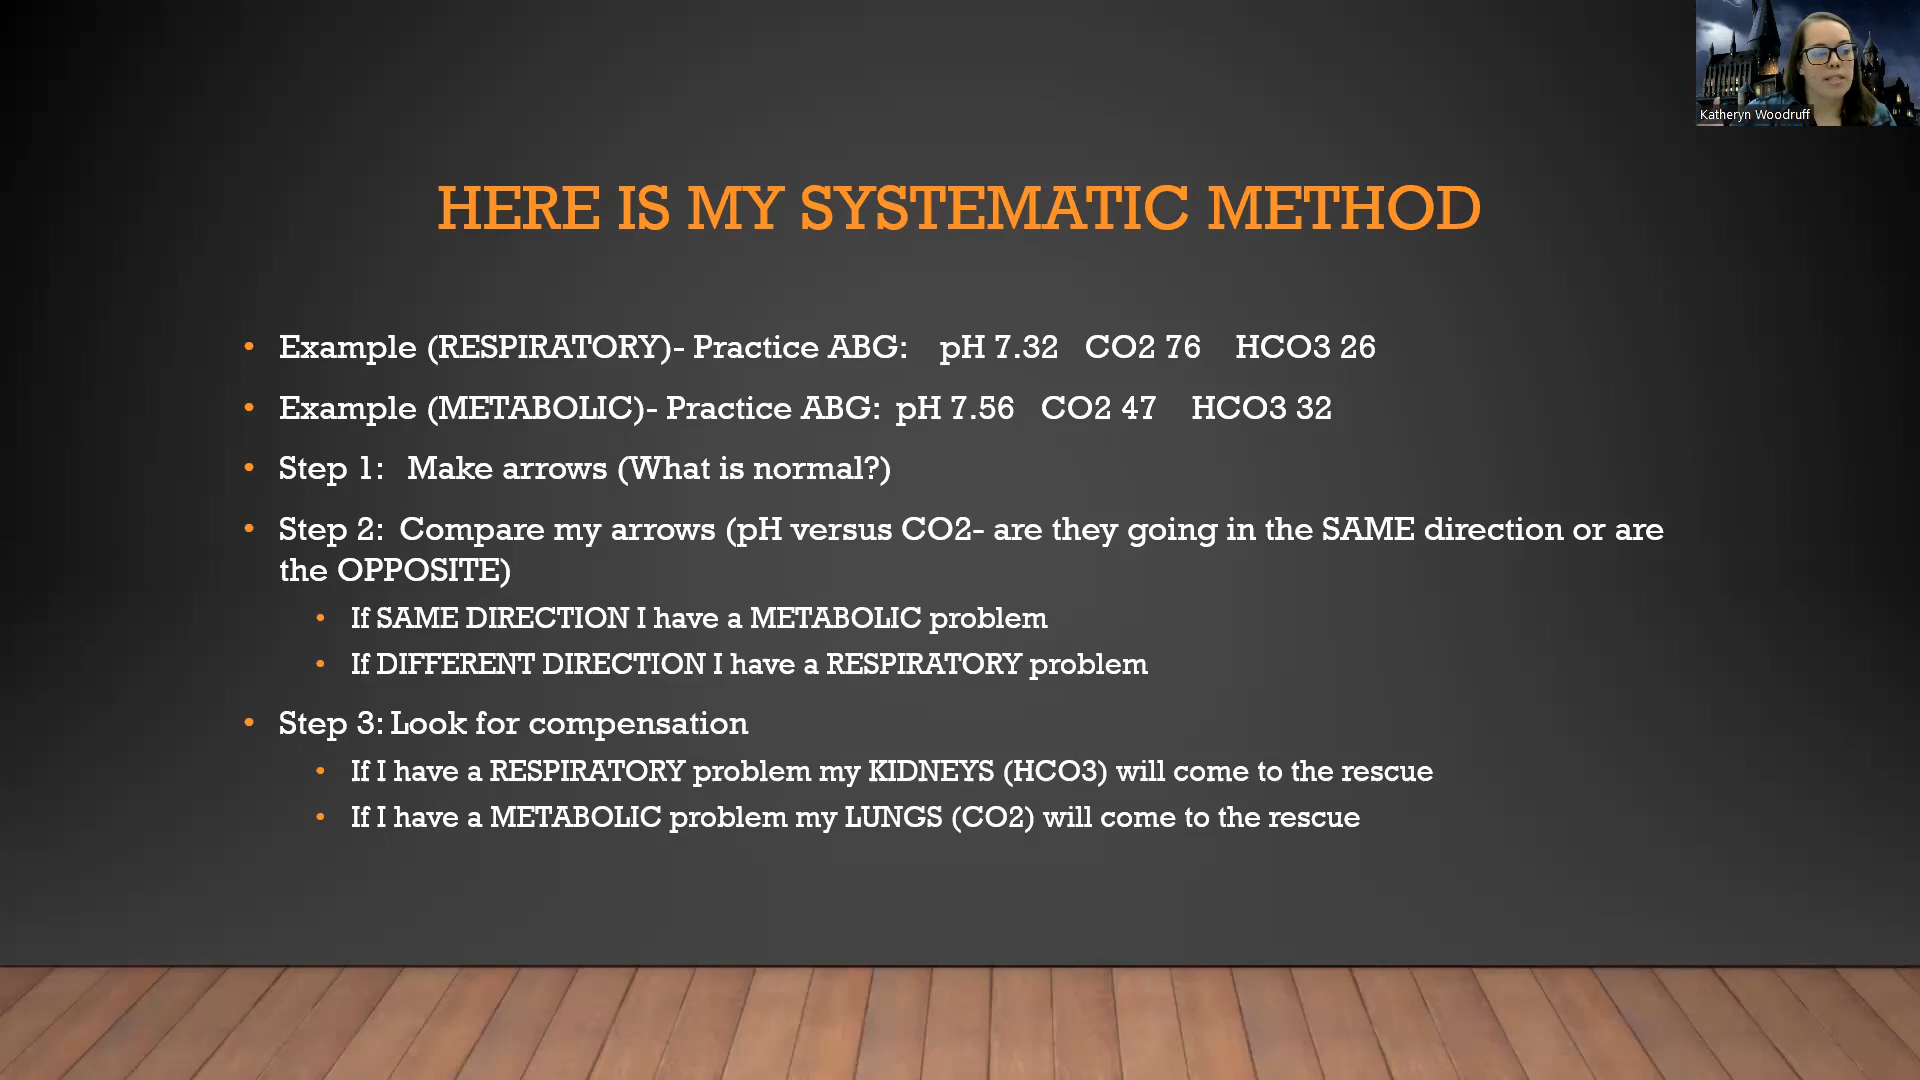 Katheryn Woodruff
HERE IS MY SYSTEMATIC METHOD
• Example (RESPIRATORY)- Practice ABG: pH 7.32 CO2 76 HCO3 26
• Example (METABOLIC)- Practice ABG: pH 7.56 CO2 47 HCO3 32
• Step 1: Make arrows (What is normal?)
• Step 2: Compare my arrows (pH versus CO2- are they going in the SAME direction or are
the OPPOSITE)
• If SAME DIRECTION I have a METABOLIC problem
• If DIFFERENT DIRECTION I have a RESPIRATORY problem
• Step 3: Look for compensation
• If I have a RESPIRATORY problem my KIDNEYS (HCO3) will come to the rescue
• If I have a METABOLIC problem my LUNGS (CO2) will come to the rescue